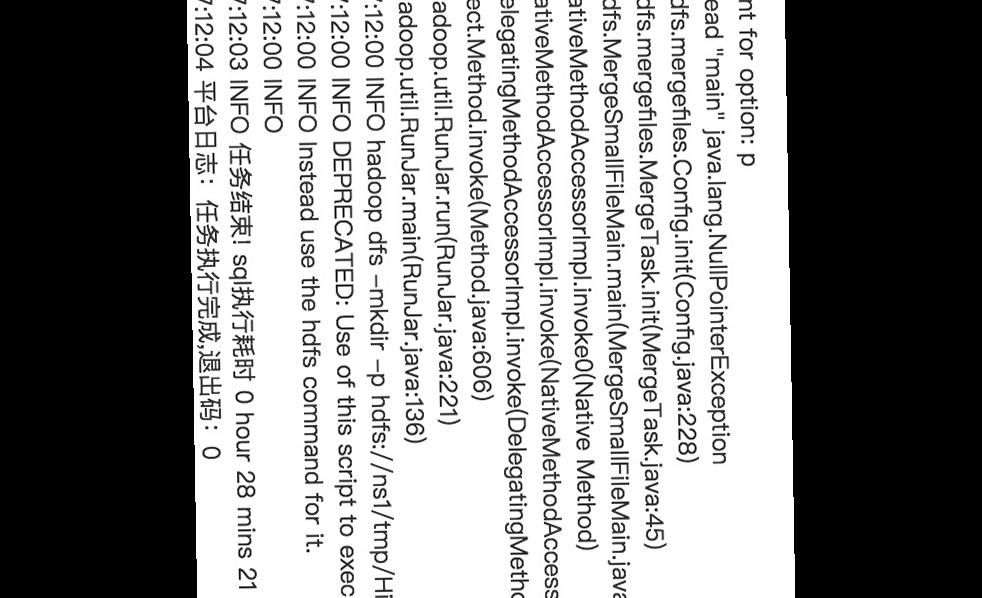 nt for option: p
ead "main" java.lang.NullPointerException
dfs.mergefiles.Config.init(Config.java:228)
dfs.mergefiles.MergeTask.init(MergeTask.java:45)
dfs.MergeSmallFileMain.main(MergeSmallFileMain.java
ativeMethodAccessorImpl.invoke0(Native Method)
ativeMethodAccessorImpl.invoke(NativeMethodAccess
elegatingMethodAccessorImpl.invoke(DelegatingMetho
ect.Method.invoke(Method.java:606)
adoop.util.RunJar.run(RunJar.java:221)
adoop.util.RunJar.main(RunJar.java:136)
7:12:00 INFO hadoop dfs -mkdir -p hdfs://ns1/tmp/Hi
7:12:00 INFO DEPRECATED: Use of this script to exec
7:12:00 INFO Instead use the hdfs command for it.
7:12:00 INFO
7:12:03 INFO 任务结束! sql执行耗时 0 hour 28 mins 21
7:12:04 平台日志：任务执行完成,退出码：0